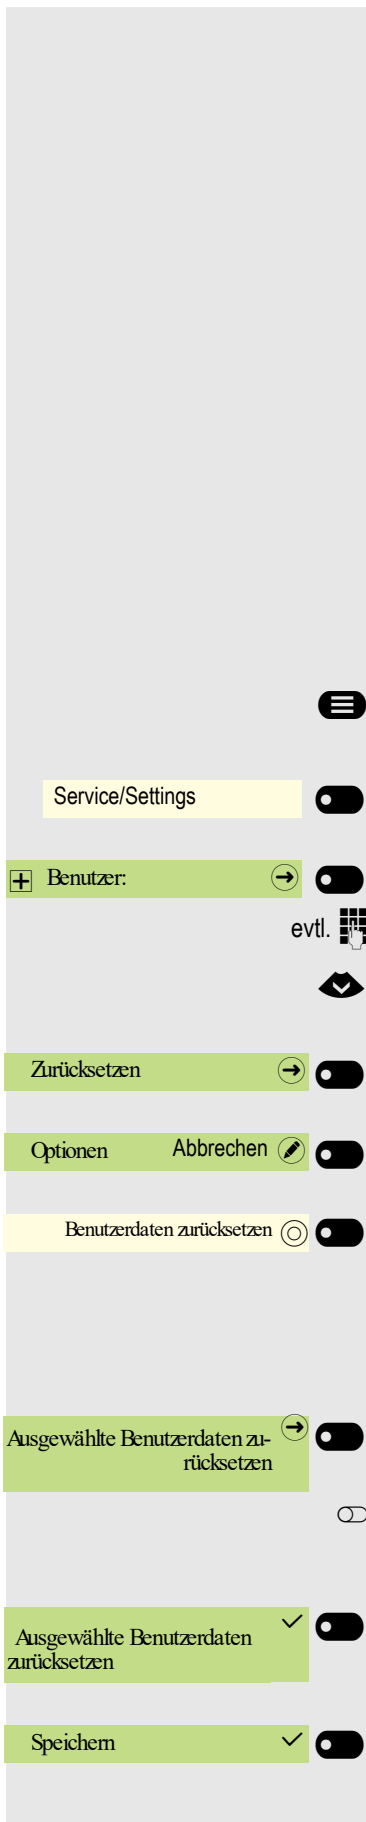 Service/Settings
Benutzer:
evtl.
Zurücksetzen
Optionen Abbrechen
Benutzerdaten zurücksetzen
Ausgewählte Benutzerdaten zu-
rücksetzen
Ausgewählte Benutzerdaten
zurücksetzen
Speichern